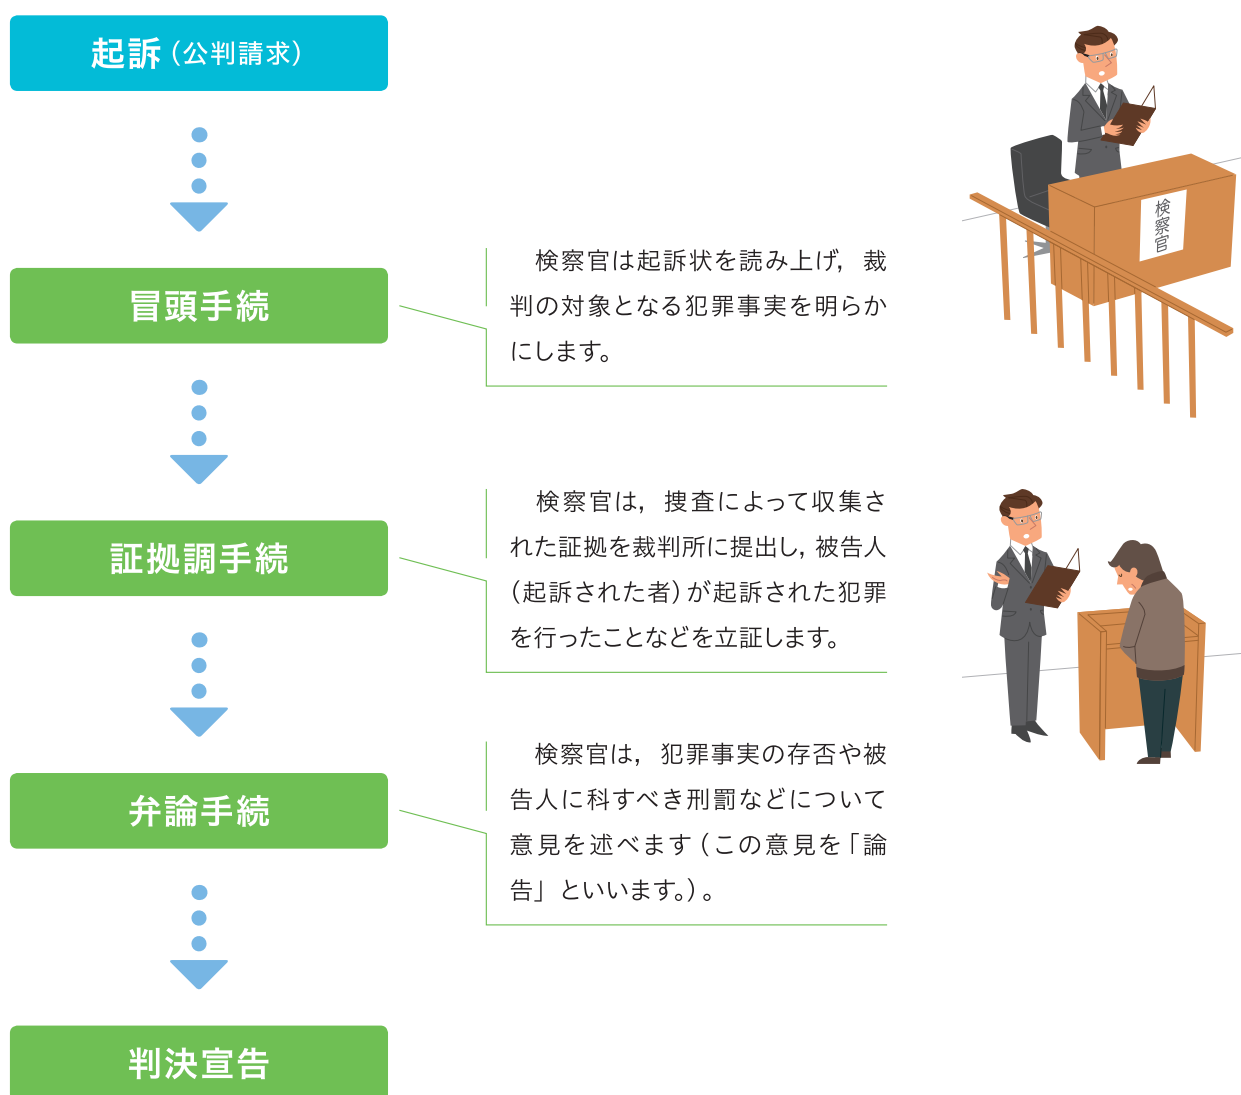 起訴（公判請求）
検察官
冒頭手続
検察官は起訴状を読み上げ，裁
判の対象となる犯罪事実を明らか
にします。
証拠調手続
検察官は，捜査によって収集さ
れた証拠を裁判所に提出し，被告人
（起訴された者）が起訴された犯罪
を行ったことなどを立証します。
弁論手続
検察官は，犯罪事実の存否や被
告人に科すべき刑罰などについて
意見を述べます（この意見を「論
告」といいます。）。
判決宣告